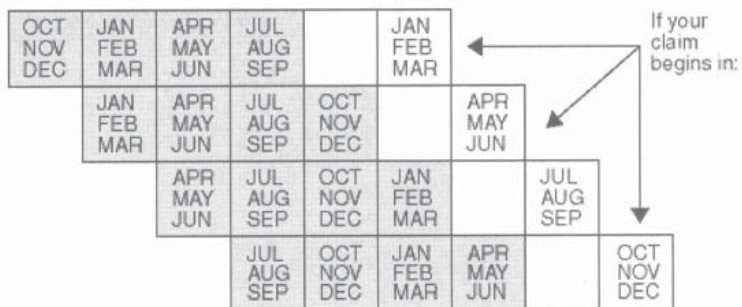 OCT JAN APR JUL JAN
NOV FEB MAY AUG FEB
DEC MAR JUN SEP MAR
If your
claim
begins in:
JAN APR JUL OCT APR
FEB MAY AUG NOV MAY
MAR JUN SEP DEC JUN
APR JUL OCT JAN JUL
MAY AUG NOV FEB AUG
JUN SEP DEC MAR SEP
JUL OCT JAN APR OCT
AUG NOV FEB MAY NOV
SEP DEC MAR JUN DEC